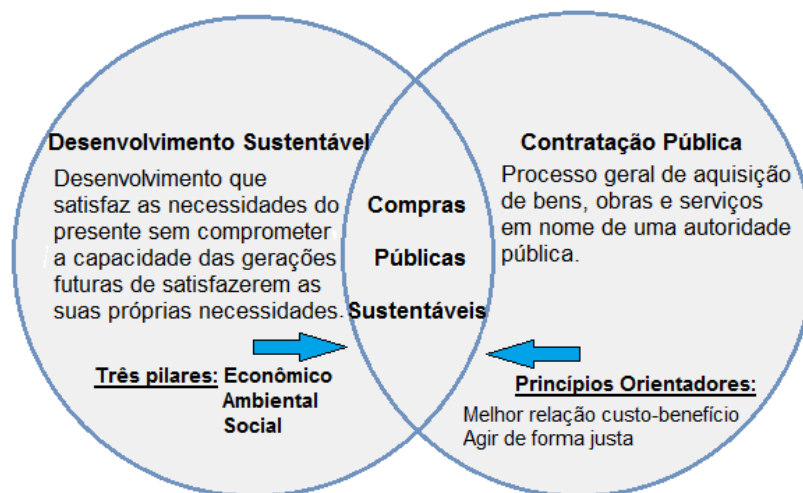 Desenvolvimento Sustentável
Desenvolvimento que
satisfaz as necessidades do
presente sem comprometer
a capacidade das gerações
futuras de satisfazerem as
suas próprias necessidades.
Três pilares: Econômico
Ambiental
Social
Compras
Públicas
Sustentáveis
Contratação Pública
Processo geral de aquisição
de bens, obras e serviços
em nome de uma autoridade
pública.
Princípios Orientadores:
Melhor relação custo-benefício
Agir de forma justa